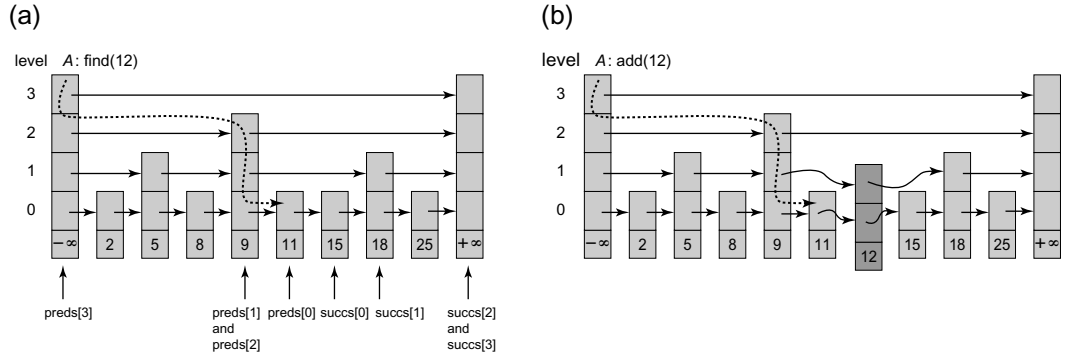 (a)
level A: find(12)
3
2
1
0
−∞ 2 5 8 9 11 15 18 25 +∞
preds[3] preds[1] and preds[2] preds[0] succs[0] succs[1] succs[2] and succs[3]
(b)
level A: add(12)
3
2
1
0
−∞ 2 5 8 9 11 12 15 18 25 +∞